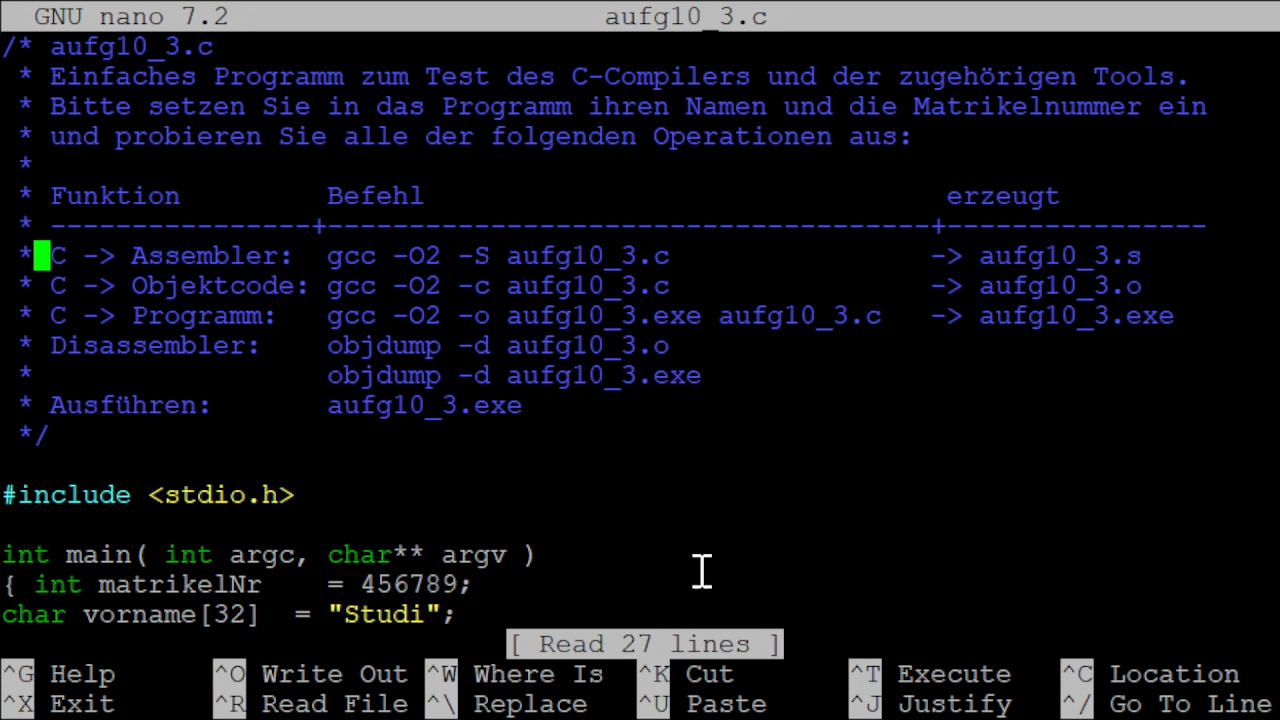 GNU nano 7.2 aufg10_3.c
/* aufg10_3.c
 * Einfaches Programm zum Test des C-Compilers und der zugehörigen Tools.
 * Bitte setzen Sie in das Programm ihren Namen und die Matrikelnummer ein
 * und probieren Sie alle der folgenden Operationen aus:
 *
 * Funktion         Befehl                                erzeugt
 * ----------------+-------------------------------------+----------------
 * C -> Assembler:  gcc -O2 -S aufg10_3.c                -> aufg10_3.s
 * C -> Objektcode: gcc -O2 -c aufg10_3.c                -> aufg10_3.o
 * C -> Programm:   gcc -O2 -o aufg10_3.exe aufg10_3.c   -> aufg10_3.exe
 * Disassembler:    objdump -d aufg10_3.o
 *                  objdump -d aufg10_3.exe
 * Ausführen:       aufg10_3.exe
 */
#include <stdio.h>
int main( int argc, char** argv )
{ int matrikelNr    = 456789;
char vorname[32]  = "Studi";
[ Read 27 lines ]
^G Help ^O Write Out ^W Where Is ^K Cut ^T Execute ^C Location
^X Exit ^R Read File ^\ Replace ^U Paste ^J Justify ^/ Go To Line